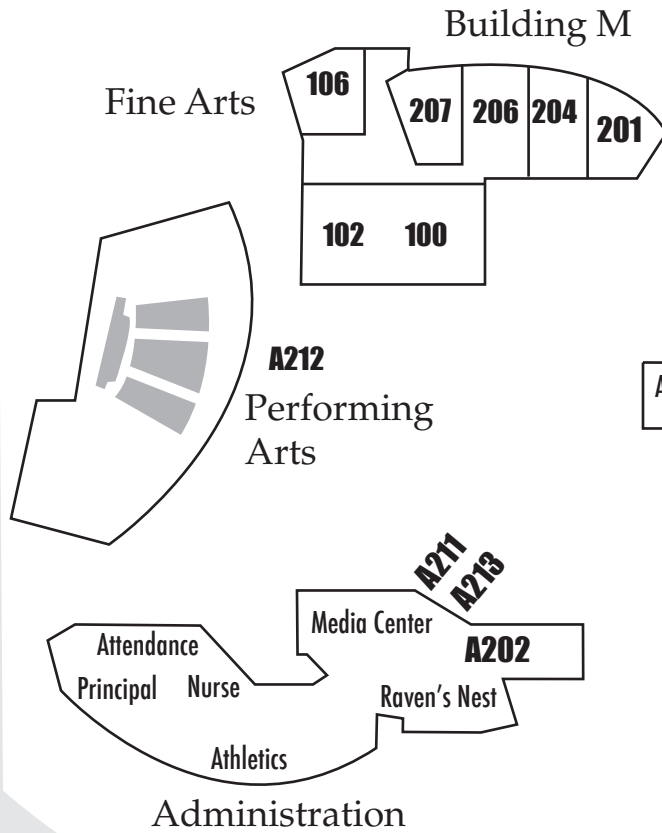 Building M
Fine Arts
106
207
206
204
201
102
100
A212
Performing
Arts
A
A211
A213
Media Center
A202
Attendance
Principal
Nurse
Raven's Nest
Athletics
Administration